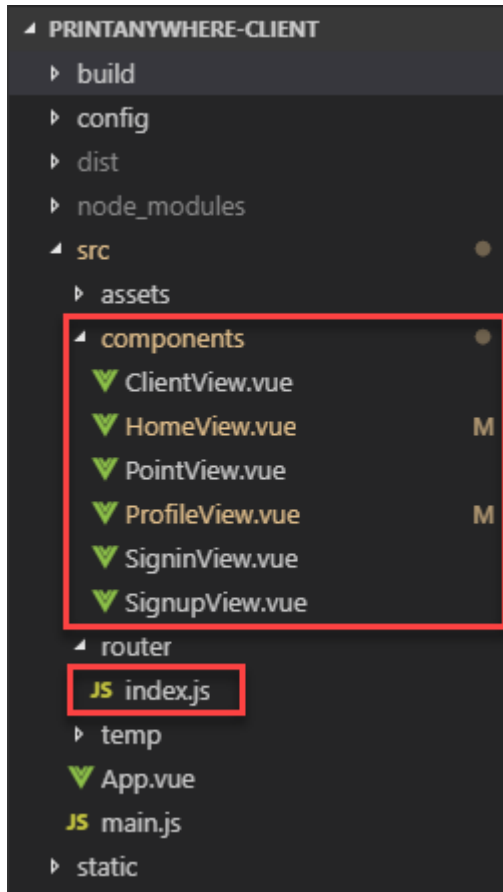 PRINTANYWHERE-CLIENT
build
config
dist
node_modules
src
assets
components
ClientView.vue
HomeView.vue M
PointView.vue
ProfileView.vue M
SigninView.vue
SignupView.vue
router
JS index.js
temp
App.vue
JS main.js
static